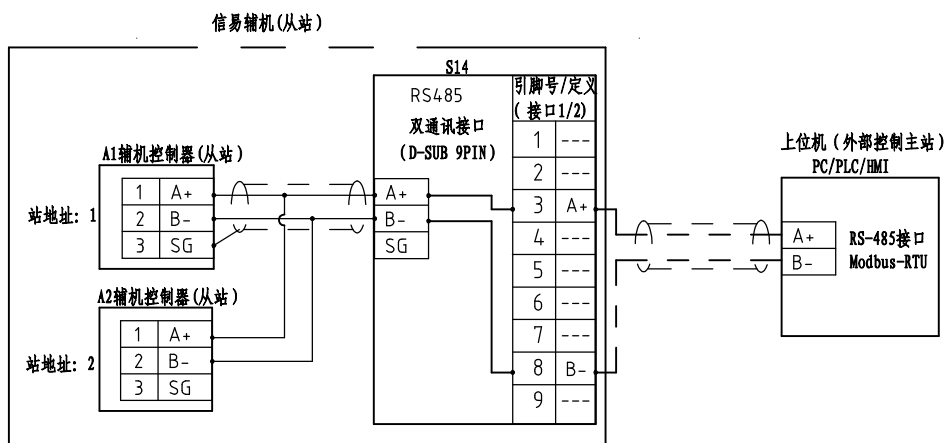 信易辅机(从站)
S14
RS485
双通讯接口
(D-SUB 9PIN)
引脚号/定义
(接口1/2)
1 ---
2 ---
3 A+
4 ---
5 ---
6 ---
7 ---
8 B-
9 ---
A+
B-
SG
A1辅机控制器(从站)
站地址: 1
1 A+
2 B-
3 SG
A2辅机控制器(从站)
站地址: 2
1 A+
2 B-
3 SG
上位机(外部控制主站)
PC/PLC/HMI
A+
B-
RS-485接口
Modbus-RTU